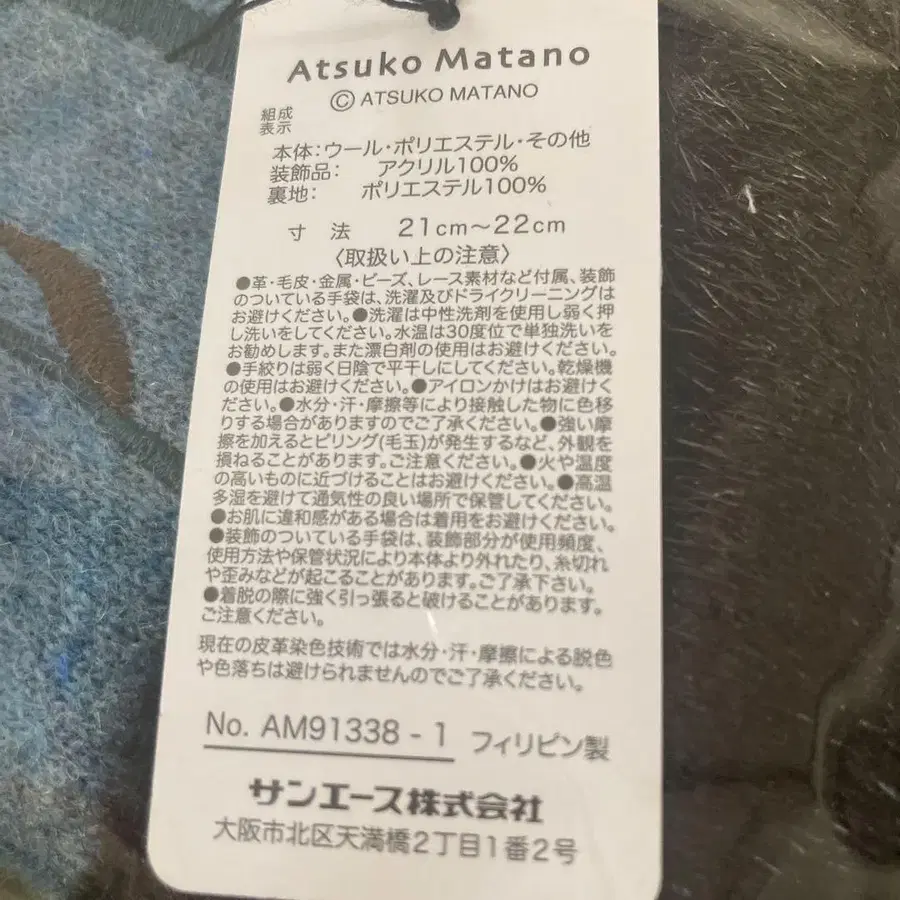 Atsuko Matano
Ⓒ ATSUKO MATANO
組成
表示
本体:ウール・ポリエステル・その他
装飾品: アクリル100%
裏地: ポリエステル100%
寸 法 21cm〜22cm
〈取扱い上の注意〉
●革・毛皮・金属・ビーズ、レース素材など付属、装飾
のついている手袋は、洗濯及びドライクリーニングは
お避けください。●洗濯は中性洗剤を使用し弱く押
し洗いをしてください。水温は30度位で単独洗いを
お勧めします。また漂白剤の使用はお避けください。
●手絞りは弱く日陰で平干しにしてください。乾燥機
の使用はお避けください。●アイロンかけはお避けく
ださい。●水分・汗・摩擦等により接触した物に色移
りする場合がありますのでご了承ください。●強い摩
擦を加えるとピリング(毛玉)が発生するなど、外観を
損ねることがあります。ご注意ください。●火や温度
の高いものに近づけることはお避けください。●高温
多湿を避けて通気性の良い場所で保管してください。
●お肌に違和感がある場合は着用をお避けください。
●装飾のついている手袋は、装飾部分が使用頻度、
使用方法や保管状況により本体より外れたり、糸切れ
や歪みなどが起こることがあります。ご了承下さい。
●着脱の際に強く引っ張ると破けることがあります。
ご注意ください。
現在の皮革染色技術では水分・汗・摩擦による脱色
や色落ちは避けられませんのでご了承ください。
No. AM91338 - 1 フィリピン製
サンエース株式会社
大阪市北区天満橋2丁目1番2号